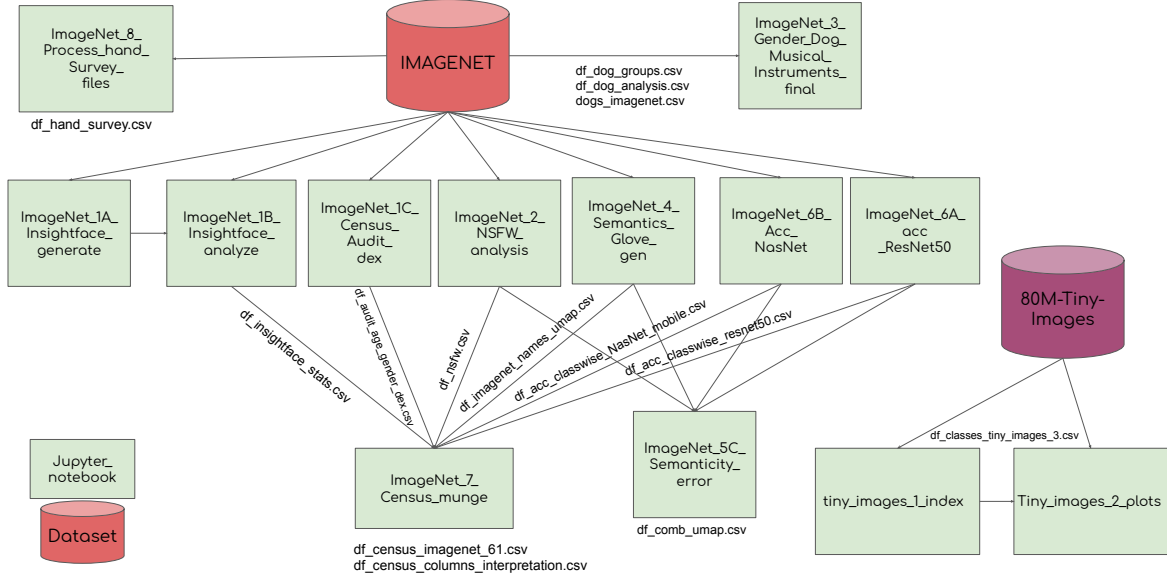 ImageNet_8_
Process_hand_
Survey_
files
df_hand_survey.csv
IMAGENET
df_dog_groups.csv
df_dog_analysis.csv
dogs_imagenet.csv
ImageNet_3_
Gender_Dog_
Musical_
Instruments_
final
ImageNet_1A_
Insightface_
generate
ImageNet_1B_
Insightface_
analyze
ImageNet_1C_
Census_
Audit_
dex
ImageNet_2_
NSFW_
analysis
ImageNet_4_
Semantics_
Glove_
gen
ImageNet_6B_
Acc_
NasNet
ImageNet_6A_
acc
_ResNet50
80M-Tiny-
Images
df_insightface_stats.csv
df_audit_age_gender_dex.csv
df_nsfw.csv
df_imagenet_names_umap.csv
df_acc_classwise_NasNet_mobile.csv
df_acc_classwise_resnet50.csv
df_classes_tiny_images_3.csv
Jupyter_
notebook
Dataset
ImageNet_7_
Census_munge
df_census_imagenet_61.csv
df_census_columns_interpretation.csv
ImageNet_5C_
Semanticity_
error
df_comb_umap.csv
tiny_images_1_index
Tiny_images_2_plots